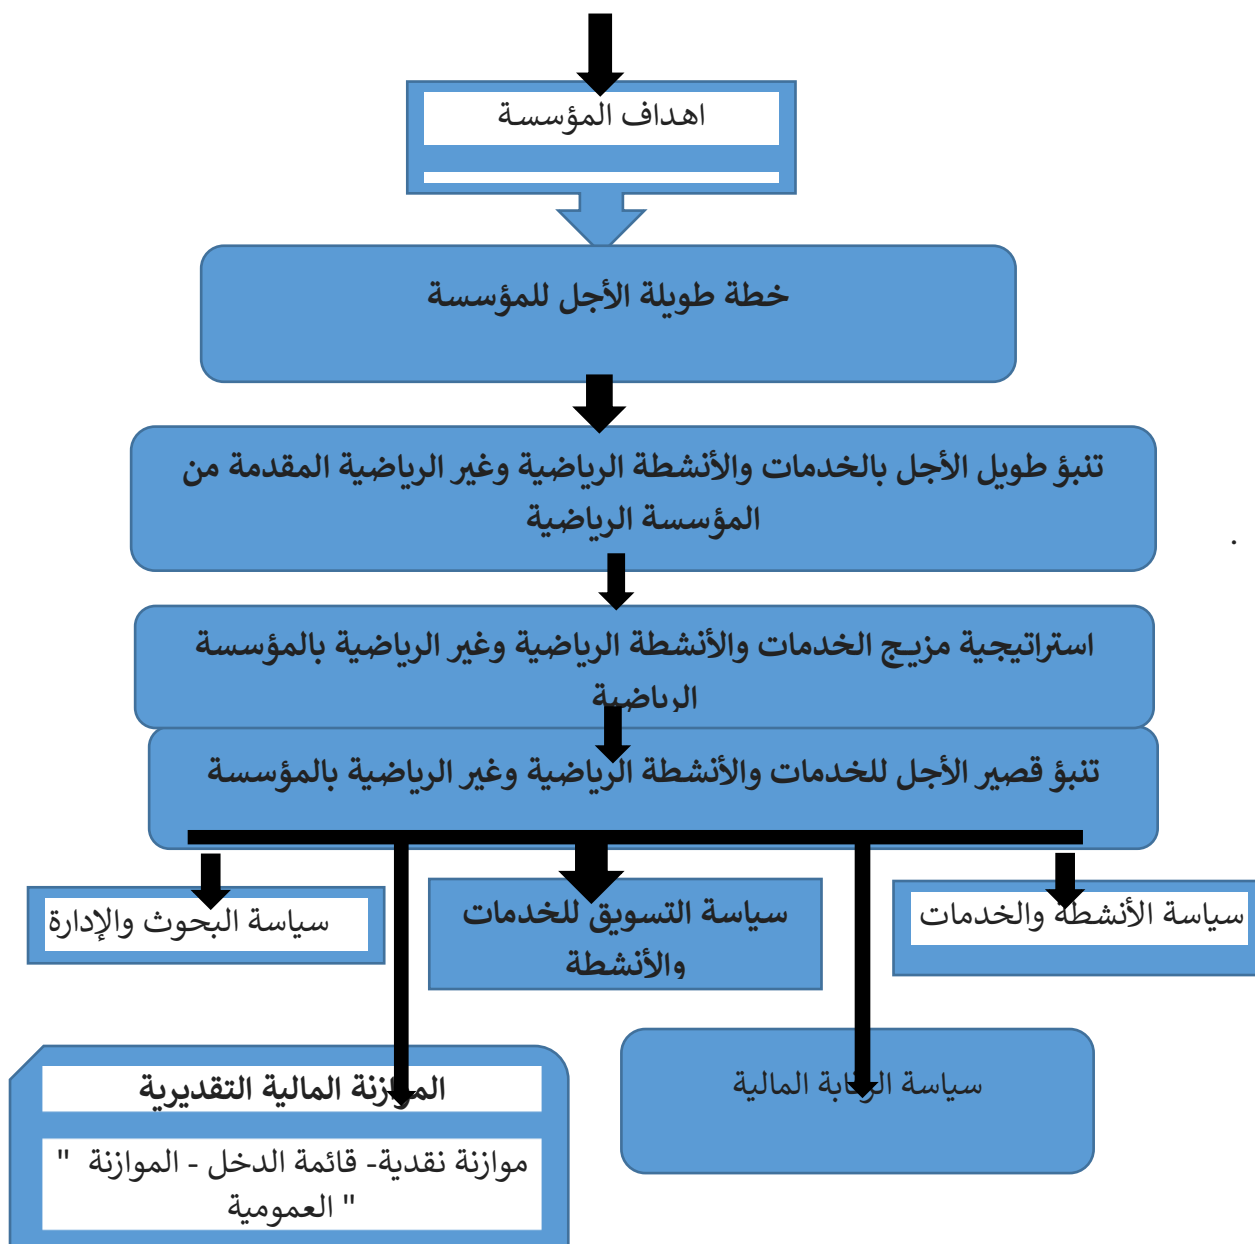 اهداف المؤسسة
خطة طويلة الأجل للمؤسسة
تنبؤ طويل الأجل بالخدمات والأنشطة الرياضية وغير الرياضية المقدمة من
المؤسسة الرياضية
.
استراتيجية مزيج الخدمات والأنشطة الرياضية وغير الرياضية بالمؤسسة
الرياضية
تنبؤ قصير الأجل للخدمات والأنشطة الرياضية وغير الرياضية بالمؤسسة
سياسة الأنشطة والخدمات
سياسة التسويق للخدمات
والأنشطة
سياسة البحوث والإدارة
سياسة الرقابة المالية
الموازنة المالية التقديرية
موازنة نقدية- قائمة الدخل - الموازنة "
" العمومية